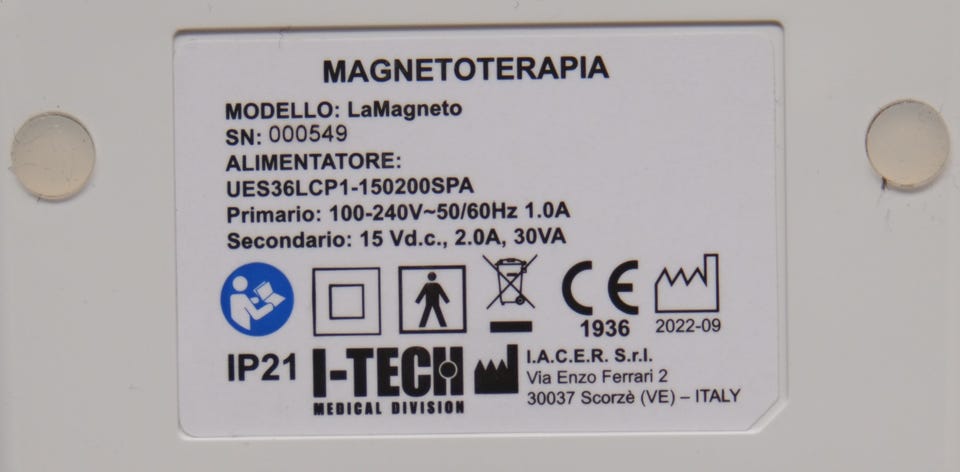 MAGNETOTERAPIA
MODELLO: LaMagneto
SN: 000549
ALIMENTATORE:
UES36LCP1-150200SPA
Primario: 100-240V~50/60Hz 1.0A
Secondario: 15 Vd.c., 2.0A, 30VA
CE
1936
2022-09
IP21
I-TECH
MEDICAL DIVISION
I.A.C.E.R. S.r.l.
Via Enzo Ferrari 2
30037 Scorzè (VE) – ITALY